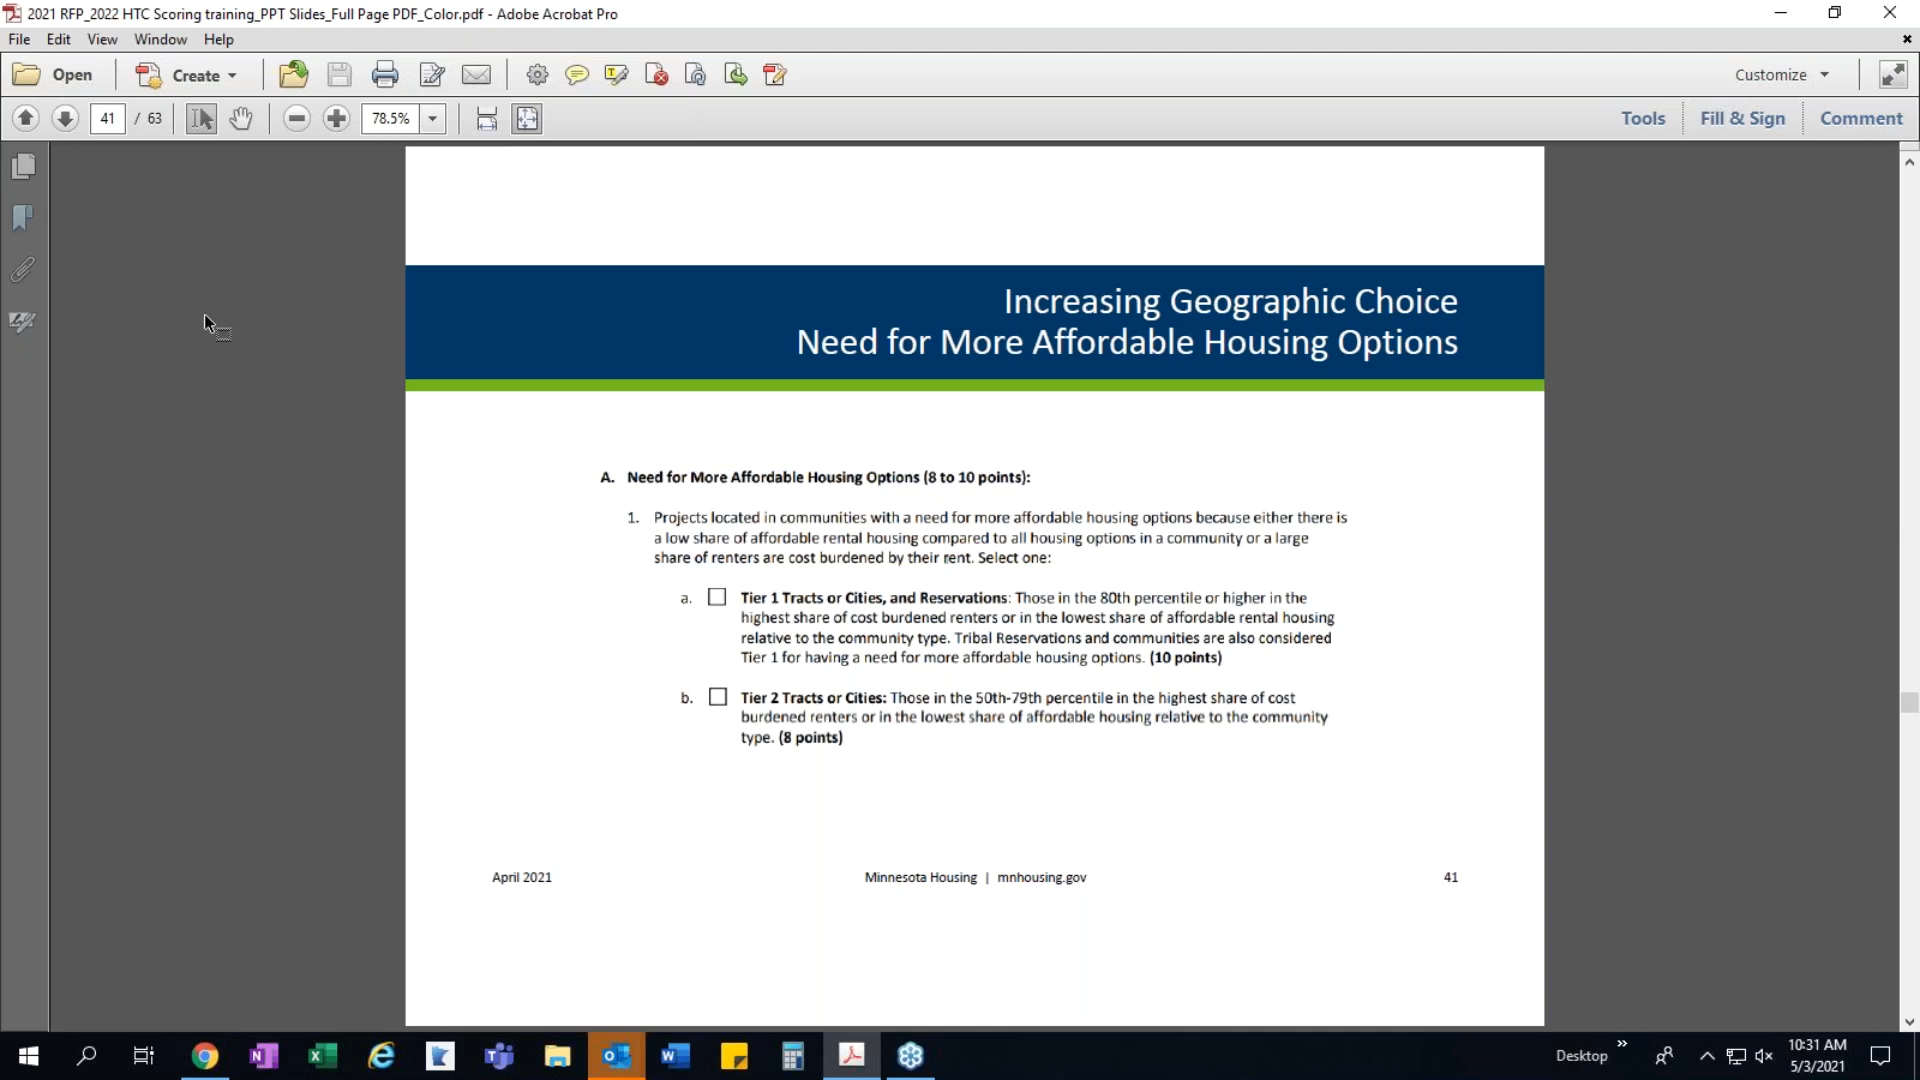 2021 RFP_2022 HTC Scoring training_PPT Slides_Full Page PDF_Color.pdf - Adobe Acrobat Pro
File Edit View Window Help
Open Create Customize
41 / 63 78.5% Tools Fill & Sign Comment
Increasing Geographic Choice
Need for More Affordable Housing Options
A. Need for More Affordable Housing Options (8 to 10 points):
1. Projects located in communities with a need for more affordable housing options because either there is
a low share of affordable rental housing compared to all housing options in a community or a large
share of renters are cost burdened by their rent. Select one:
a. Tier 1 Tracts or Cities, and Reservations: Those in the 80th percentile or higher in the
highest share of cost burdened renters or in the lowest share of affordable rental housing
relative to the community type. Tribal Reservations and communities are also considered
Tier 1 for having a need for more affordable housing options. (10 points)
b. Tier 2 Tracts or Cities: Those in the 50th-79th percentile in the highest share of cost
burdened renters or in the lowest share of affordable housing relative to the community
type. (8 points)
April 2021 Minnesota Housing | mnhousing.gov 41
Desktop 10:31 AM
5/3/2021